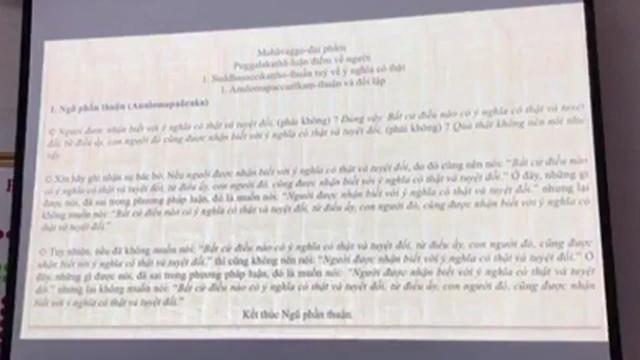 Mahāvagga-đại phẩm
Puggalakathā-luận điểm về người
1. Suddhasaccikaṭṭho-thuần tuý về ý nghĩa có thật
1. Anulomapaccanīkaṃ-thuận và đối lập
1. Ngũ phần thuận (Anulomapañcaka)
© Người được nhận biết với ý nghĩa có thật và tuyệt đối, (phải không) ? Đúng vậy. Bất cứ điều nào có ý nghĩa có thật và tuyệt
đối, từ điều ấy, con người đó cũng được nhận biết với ý nghĩa có thật và tuyệt đối, (phải không) ? Quả thật không nên nói như
vậy.
© Xin hãy ghi nhận sự bác bỏ. Nếu người được nhận biết với ý nghĩa có thật và tuyệt đối, do đó cũng nên nói: “Bất cứ điều nào
có ý nghĩa có thật và tuyệt đối, từ điều ấy, con người đó, cũng được nhận biết với ý nghĩa có thật và tuyệt đối.” Ở đây, những gì
được nói, đã sai trong phương pháp luận, đó là muốn nói: “Người được nhận biết với ý nghĩa có thật và tuyệt đối,” nhưng lại
không muốn nói: “Bất cứ điều nào có ý nghĩa có thật và tuyệt đối, từ điều ấy, con người đó, cũng được nhận biết với ý nghĩa có
thật và tuyệt đối.”
© Tuy nhiên, nếu đã không muốn nói: “Bất cứ điều nào có ý nghĩa có thật và tuyệt đối, từ điều ấy, con người đó, cũng được
nhận biết với ý nghĩa có thật và tuyệt đối,” thì cũng không nên nói: “Người được nhận biết với ý nghĩa có thật và tuyệt đối.” Ở
đây, những gì được nói, đã sai trong phương pháp luận, đó là muốn nói: “Người được nhận biết với ý nghĩa có thật và tuyệt
đối,” nhưng lại không muốn nói: “Bất cứ điều nào có ý nghĩa có thật và tuyệt đối, từ điều ấy, con người đó, cũng được nhận
biết với ý nghĩa có thật và tuyệt đối.”
Kết thúc Ngũ phần thuận.